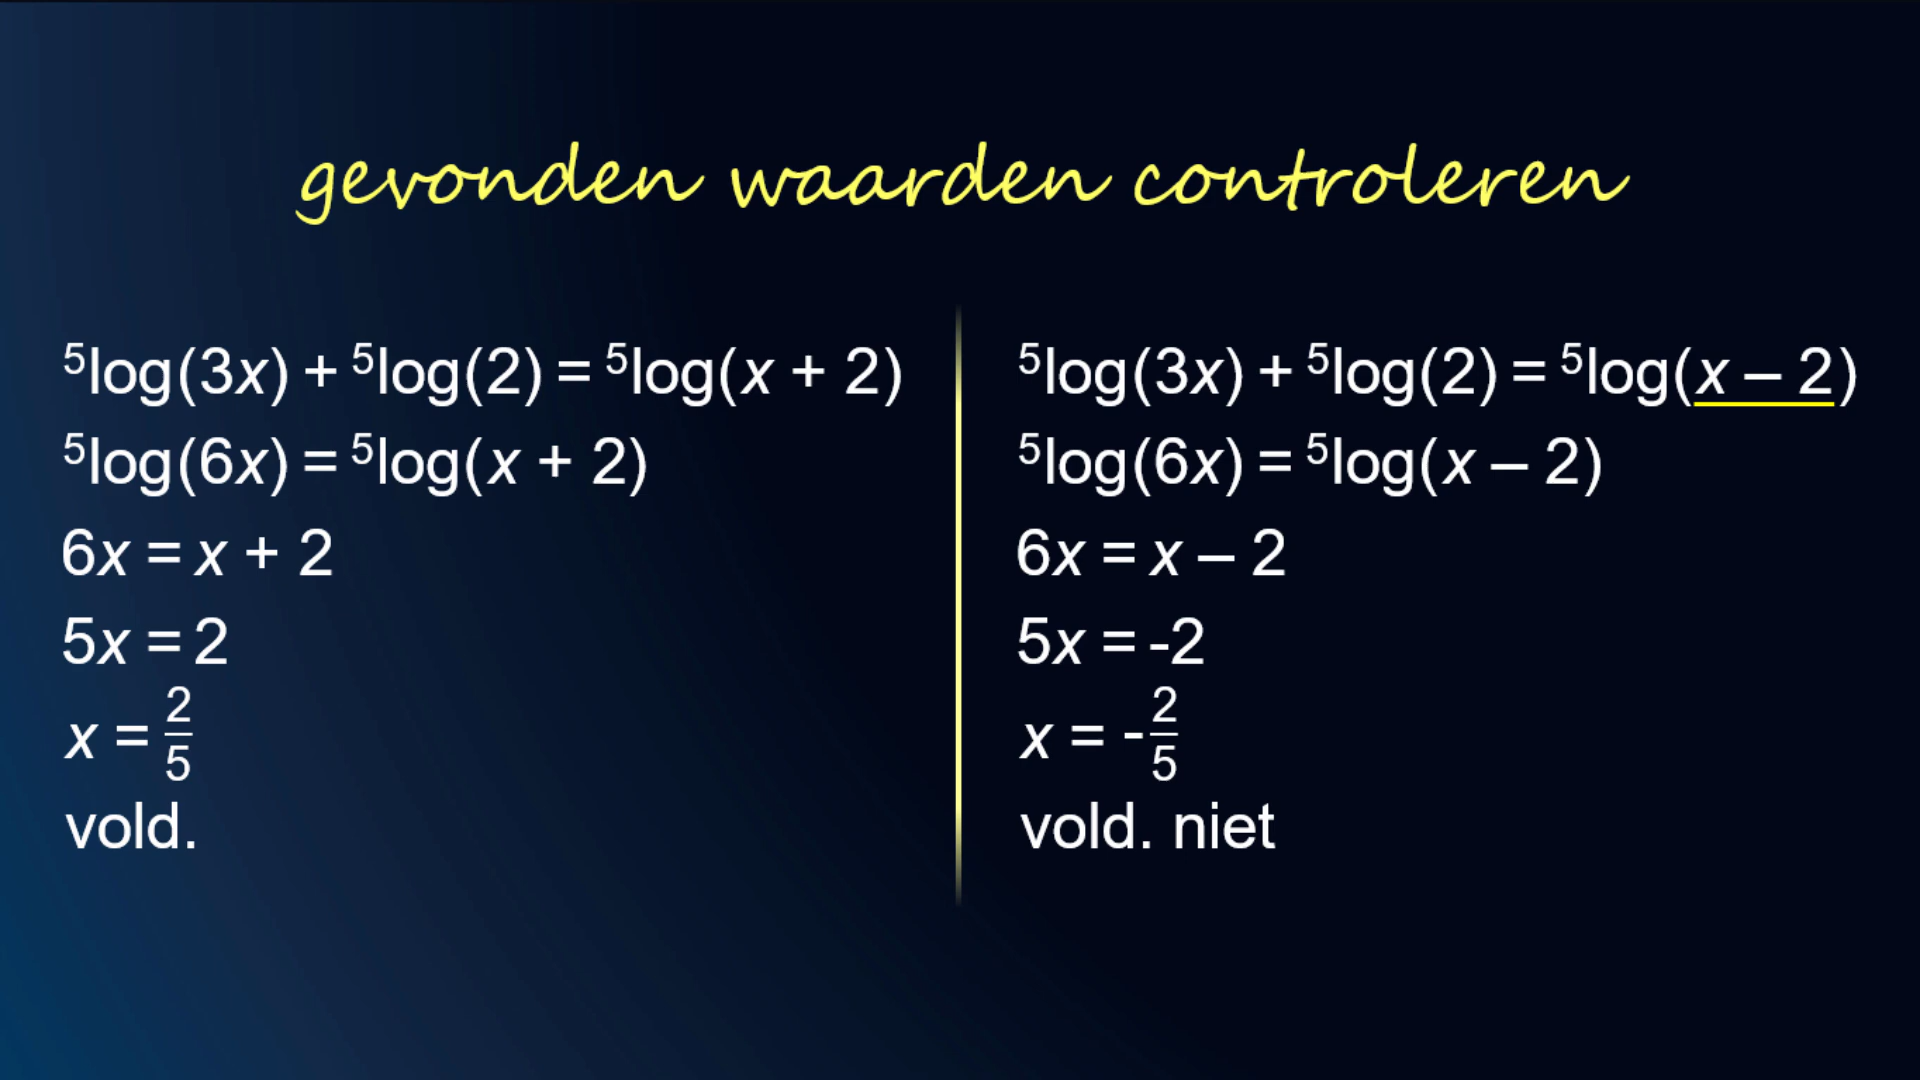 gevonden waarden controleren
⁵log(3x) + ⁵log(2) = ⁵log(x + 2)
⁵log(6x) = ⁵log(x + 2)
6x = x + 2
5x = 2
x = 2/5
vold.
⁵log(3x) + ⁵log(2) = ⁵log(x – 2)
⁵log(6x) = ⁵log(x – 2)
6x = x – 2
5x = -2
x = -2/5
vold. niet